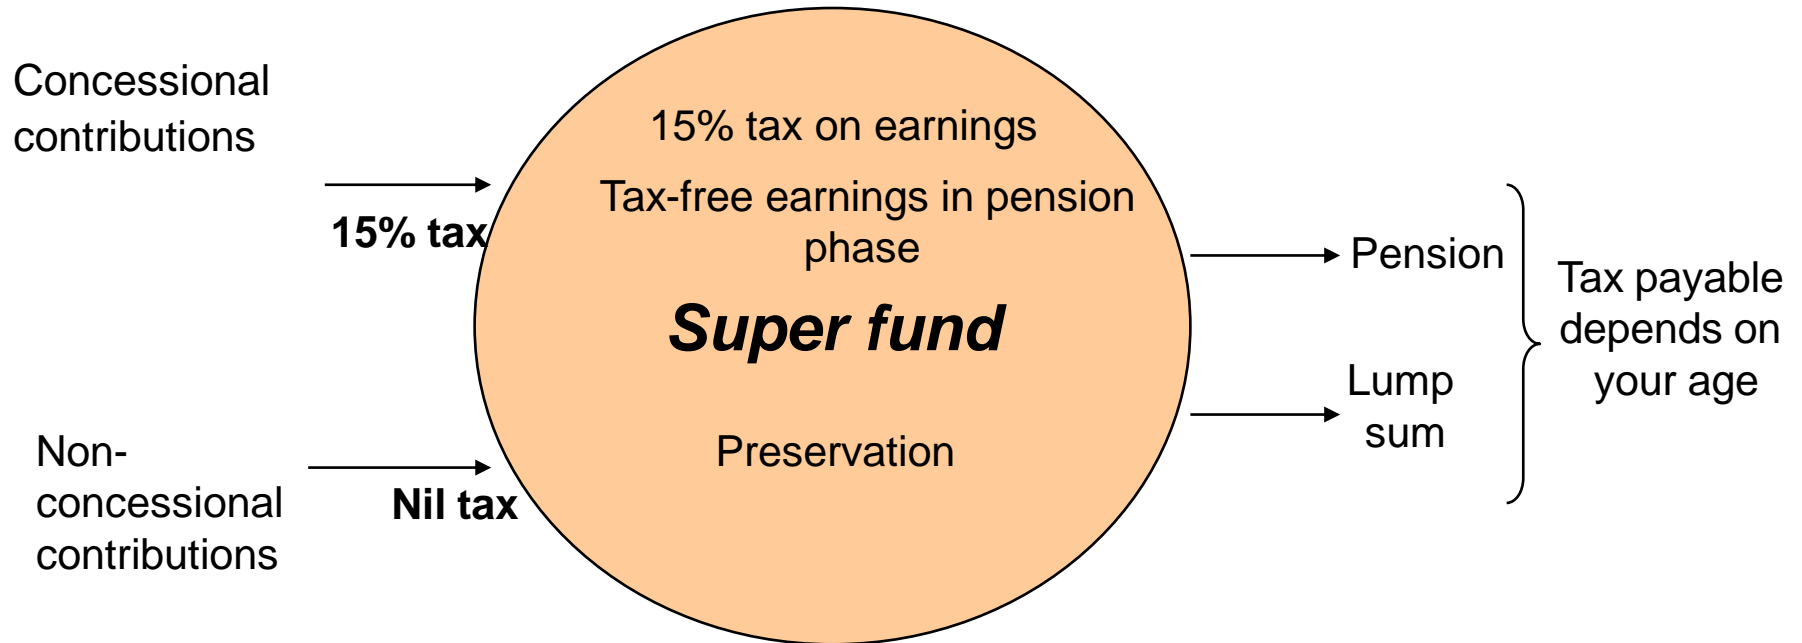 Concessional
contributions
15% tax
Non-
concessional
contributions
Nil tax
15% tax on earnings
Tax-free earnings in pension
phase
Super fund
Preservation
Pension
Lump
sum
Tax payable
depends on
your age